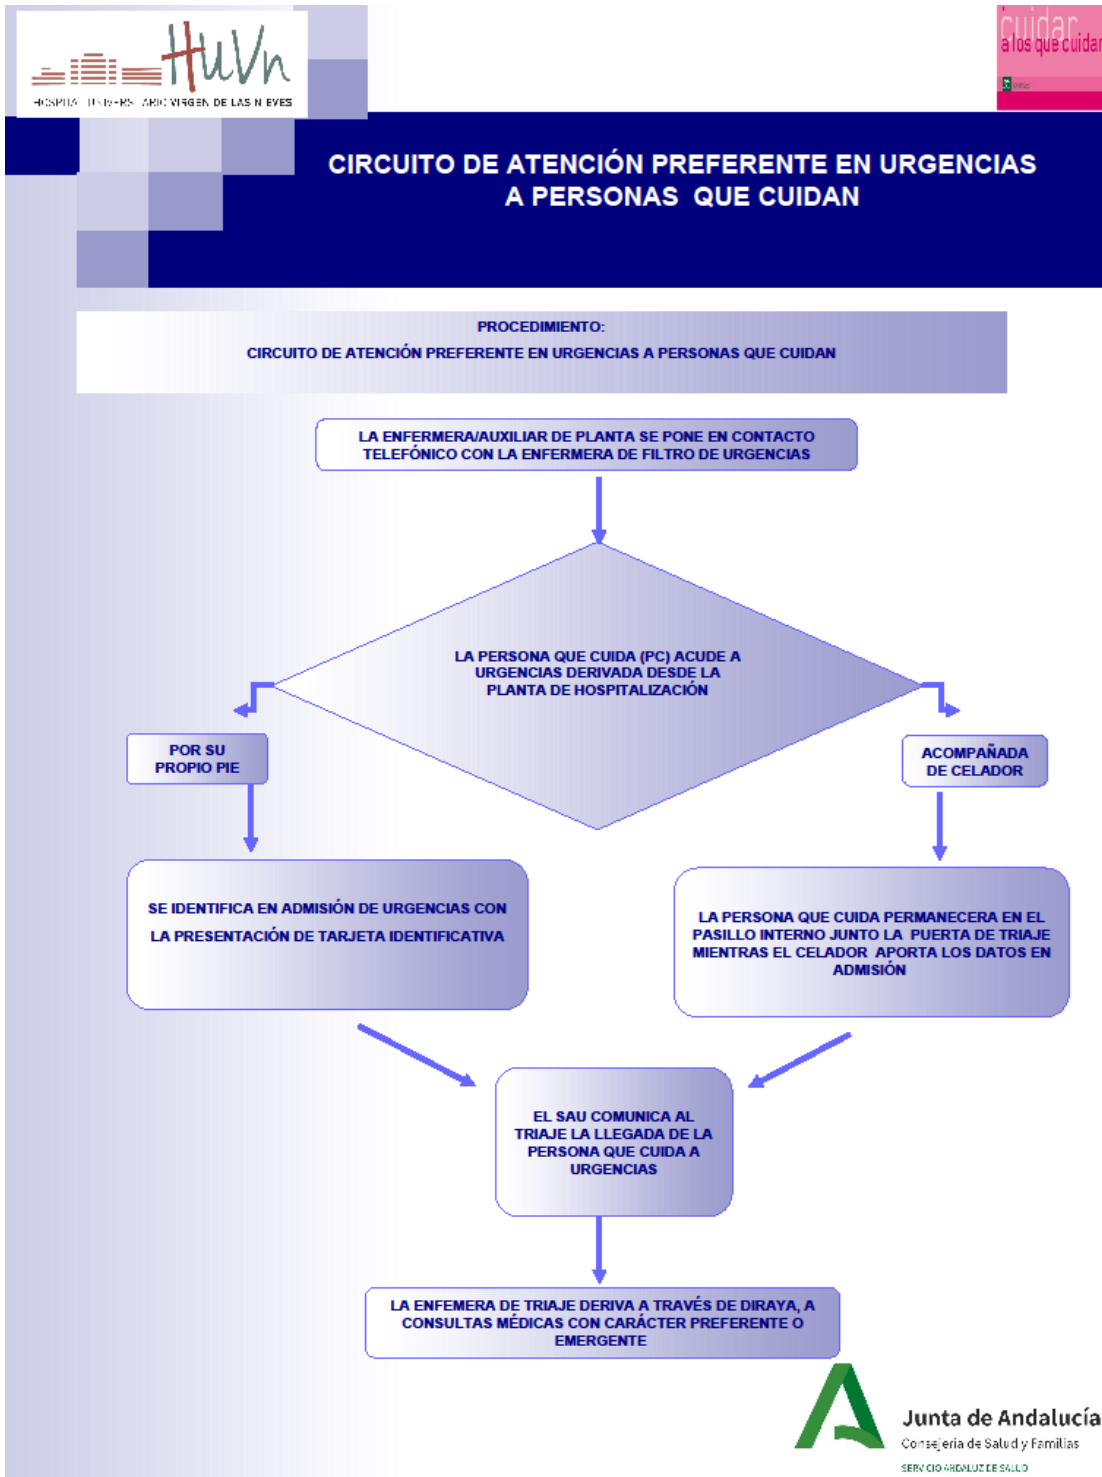 HUVn
HOSPITAL UNIVERSITARIO VIRGEN DE LAS NIEVES
cuidar
a los que cuidan
CIRCUITO DE ATENCIÓN PREFERENTE EN URGENCIAS
A PERSONAS QUE CUIDAN
PROCEDIMIENTO:
CIRCUITO DE ATENCIÓN PREFERENTE EN URGENCIAS A PERSONAS QUE CUIDAN
LA ENFERMERA/AUXILIAR DE PLANTA SE PONE EN CONTACTO
TELEFÓNICO CON LA ENFERMERA DE FILTRO DE URGENCIAS
LA PERSONA QUE CUIDA (PC) ACUDE A
URGENCIAS DERIVADA DESDE LA
PLANTA DE HOSPITALIZACIÓN
POR SU
PROPIO PIE
ACOMPAÑADA
DE CELADOR
SE IDENTIFICA EN ADMISIÓN DE URGENCIAS CON
LA PRESENTACIÓN DE TARJETA IDENTIFICATIVA
LA PERSONA QUE CUIDA PERMANECERA EN EL
PASILLO INTERNO JUNTO LA PUERTA DE TRIAJE
MIENTRAS EL CELADOR APORTA LOS DATOS EN
ADMISIÓN
EL SAU COMUNICA AL
TRIAJE LA LLEGADA DE LA
PERSONA QUE CUIDA A
URGENCIAS
LA ENFEMERA DE TRIAJE DERIVA A TRAVÉS DE DIRAYA, A
CONSULTAS MÉDICAS CON CARÁCTER PREFERENTE O
EMERGENTE
Junta de Andalucía
Consejería de Salud y Familias
SERVICIO ANDALUZ DE SALUD